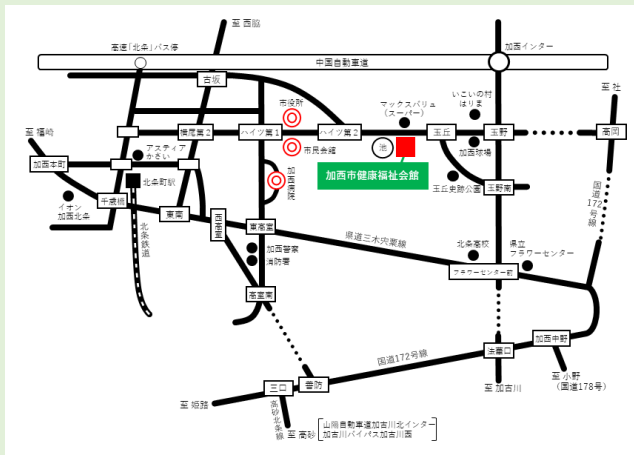 至 西脇
高速「北条」バス停
加西インター
中国自動車道
古坂
至 社
市役所
マックスバリュ
(スーパー)
いこいの村
はりま
至 福崎
横尾第2
ハイツ第1
ハイツ第2
玉丘
玉野
高岡
アスティア
かさい
市民会館
池
加西球場
加西本町
加西病院
加西市健康福祉会館
北条町駅
玉丘史跡公園
玉野南
国道172号線
イオン
加西北条
千歳橋
東南
西高室
東高室
北条鉄道
県道三木宍粟線
北条高校
県立
フラワーセンター
加西警察
消防署
フラワーセンター前
高室南
加西中野
国道172号線
法華口
至 小野
(国道178号)
三口
善防
至 加古川
至 姫路
高砂北条線
至 高砂
山陽自動車道加古川北インター
加古川バイパス加古川西